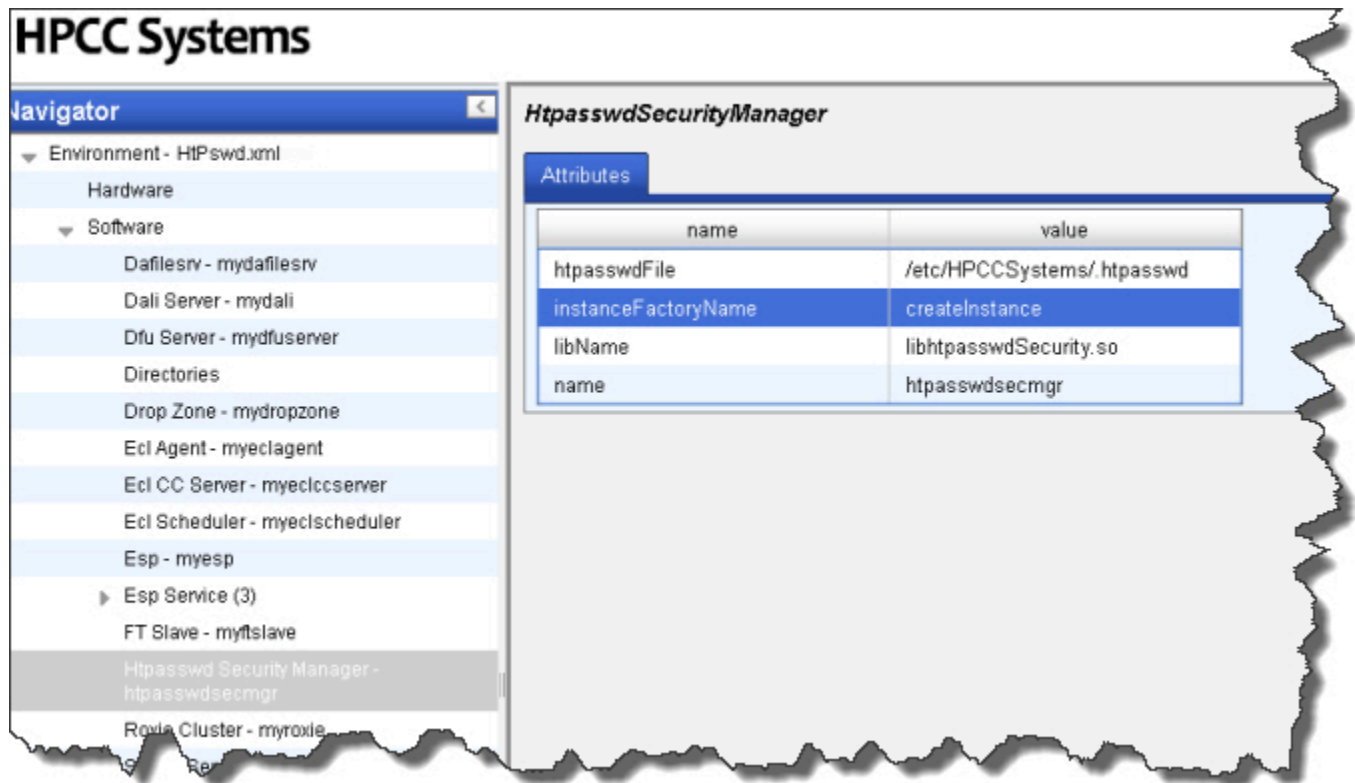 HPCC Systems
Navigator
Environment - HtPswd.xml
Hardware
Software
Dafilesrv - mydafilesrv
Dali Server - mydali
Dfu Server - mydfuserver
Directories
Drop Zone - mydropzone
Ecl Agent - myeclagent
Ecl CC Server - myeclccserver
Ecl Scheduler - myeclscheduler
Esp - myesp
Esp Service (3)
FT Slave - myftslave
Htpasswd Security Manager -
htpasswdsecmgr
Roxie Cluster - myroxie
HtpasswdSecurityManager
Attributes
name value
htpasswdFile /etc/HPCCSystems/.htpasswd
instanceFactoryName createInstance
libName libhtpasswdSecurity.so
name htpasswdsecmgr